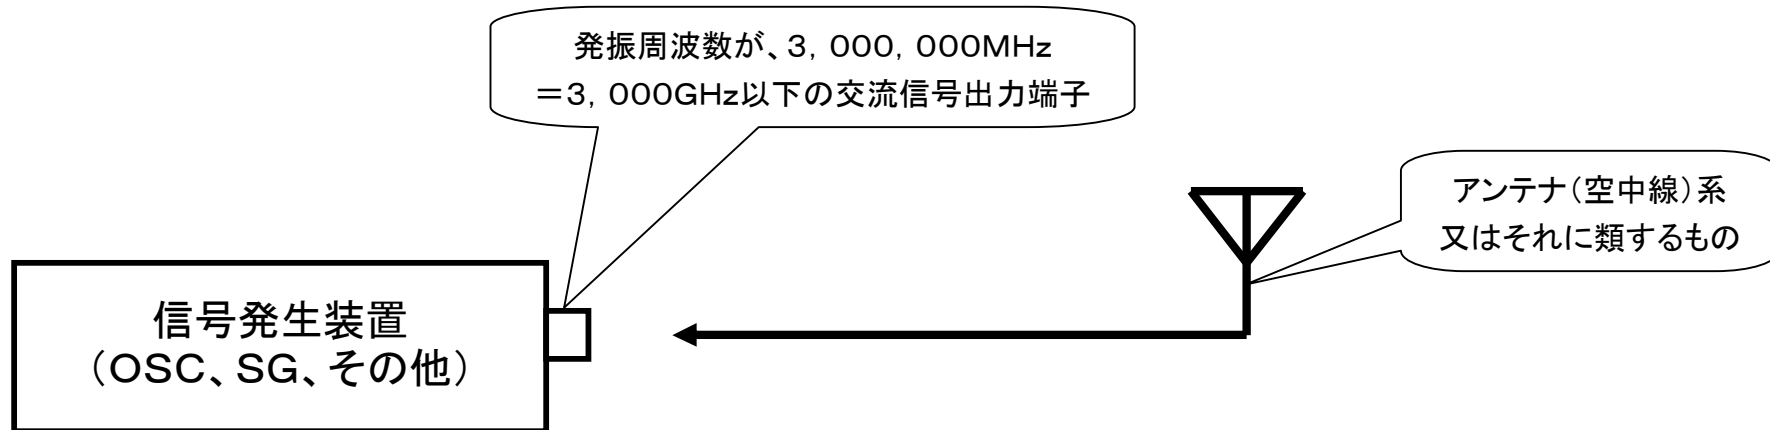 発振周波数が、3,000,000MHz
=3,000GHz以下の交流信号出力端子
アンテナ(空中線)系
又はそれに類するもの
信号発生装置
(OSC、SG、その他)